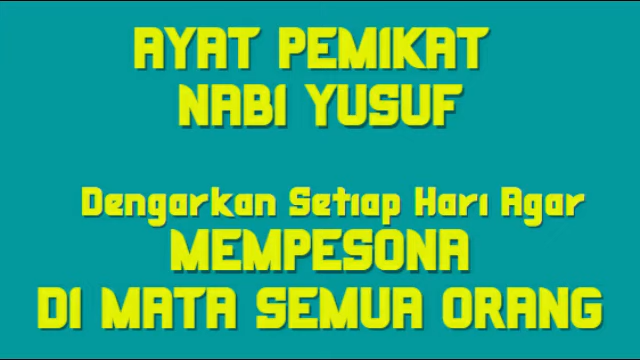 AYAT PEMIKAT
NABI YUSUF
Dengarkan Setiap Hari Agar
MEMPESONA
DI MATA SEMUA ORANG